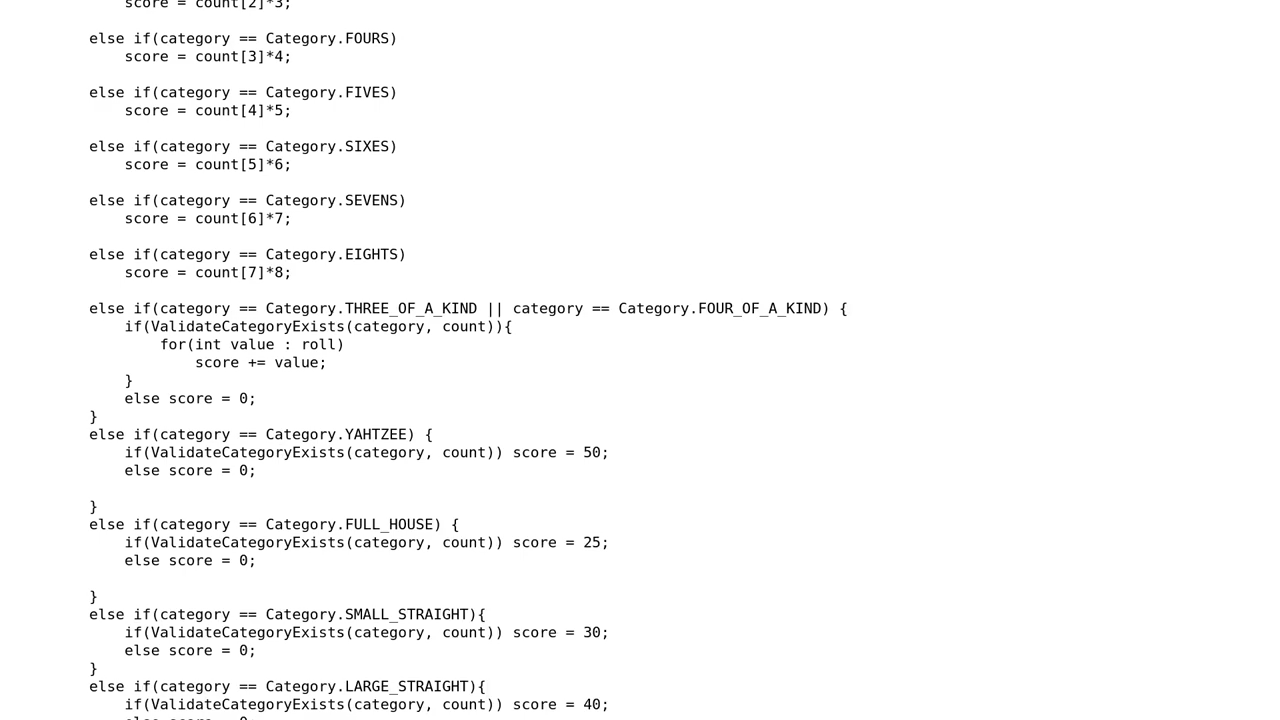 score = count[2]*3;
else if(category == Category.FOURS)
score = count[3]*4;
else if(category == Category.FIVES)
score = count[4]*5;
else if(category == Category.SIXES)
score = count[5]*6;
else if(category == Category.SEVENS)
score = count[6]*7;
else if(category == Category.EIGHTS)
score = count[7]*8;
else if(category == Category.THREE_OF_A_KIND || category == Category.FOUR_OF_A_KIND) {
if(ValidateCategoryExists(category, count)){
for(int value : roll)
score += value;
}
else score = 0;
}
else if(category == Category.YAHTZEE) {
if(ValidateCategoryExists(category, count)) score = 50;
else score = 0;
}
else if(category == Category.FULL_HOUSE) {
if(ValidateCategoryExists(category, count)) score = 25;
else score = 0;
}
else if(category == Category.SMALL_STRAIGHT){
if(ValidateCategoryExists(category, count)) score = 30;
else score = 0;
}
else if(category == Category.LARGE_STRAIGHT){
if(ValidateCategoryExists(category, count)) score = 40;